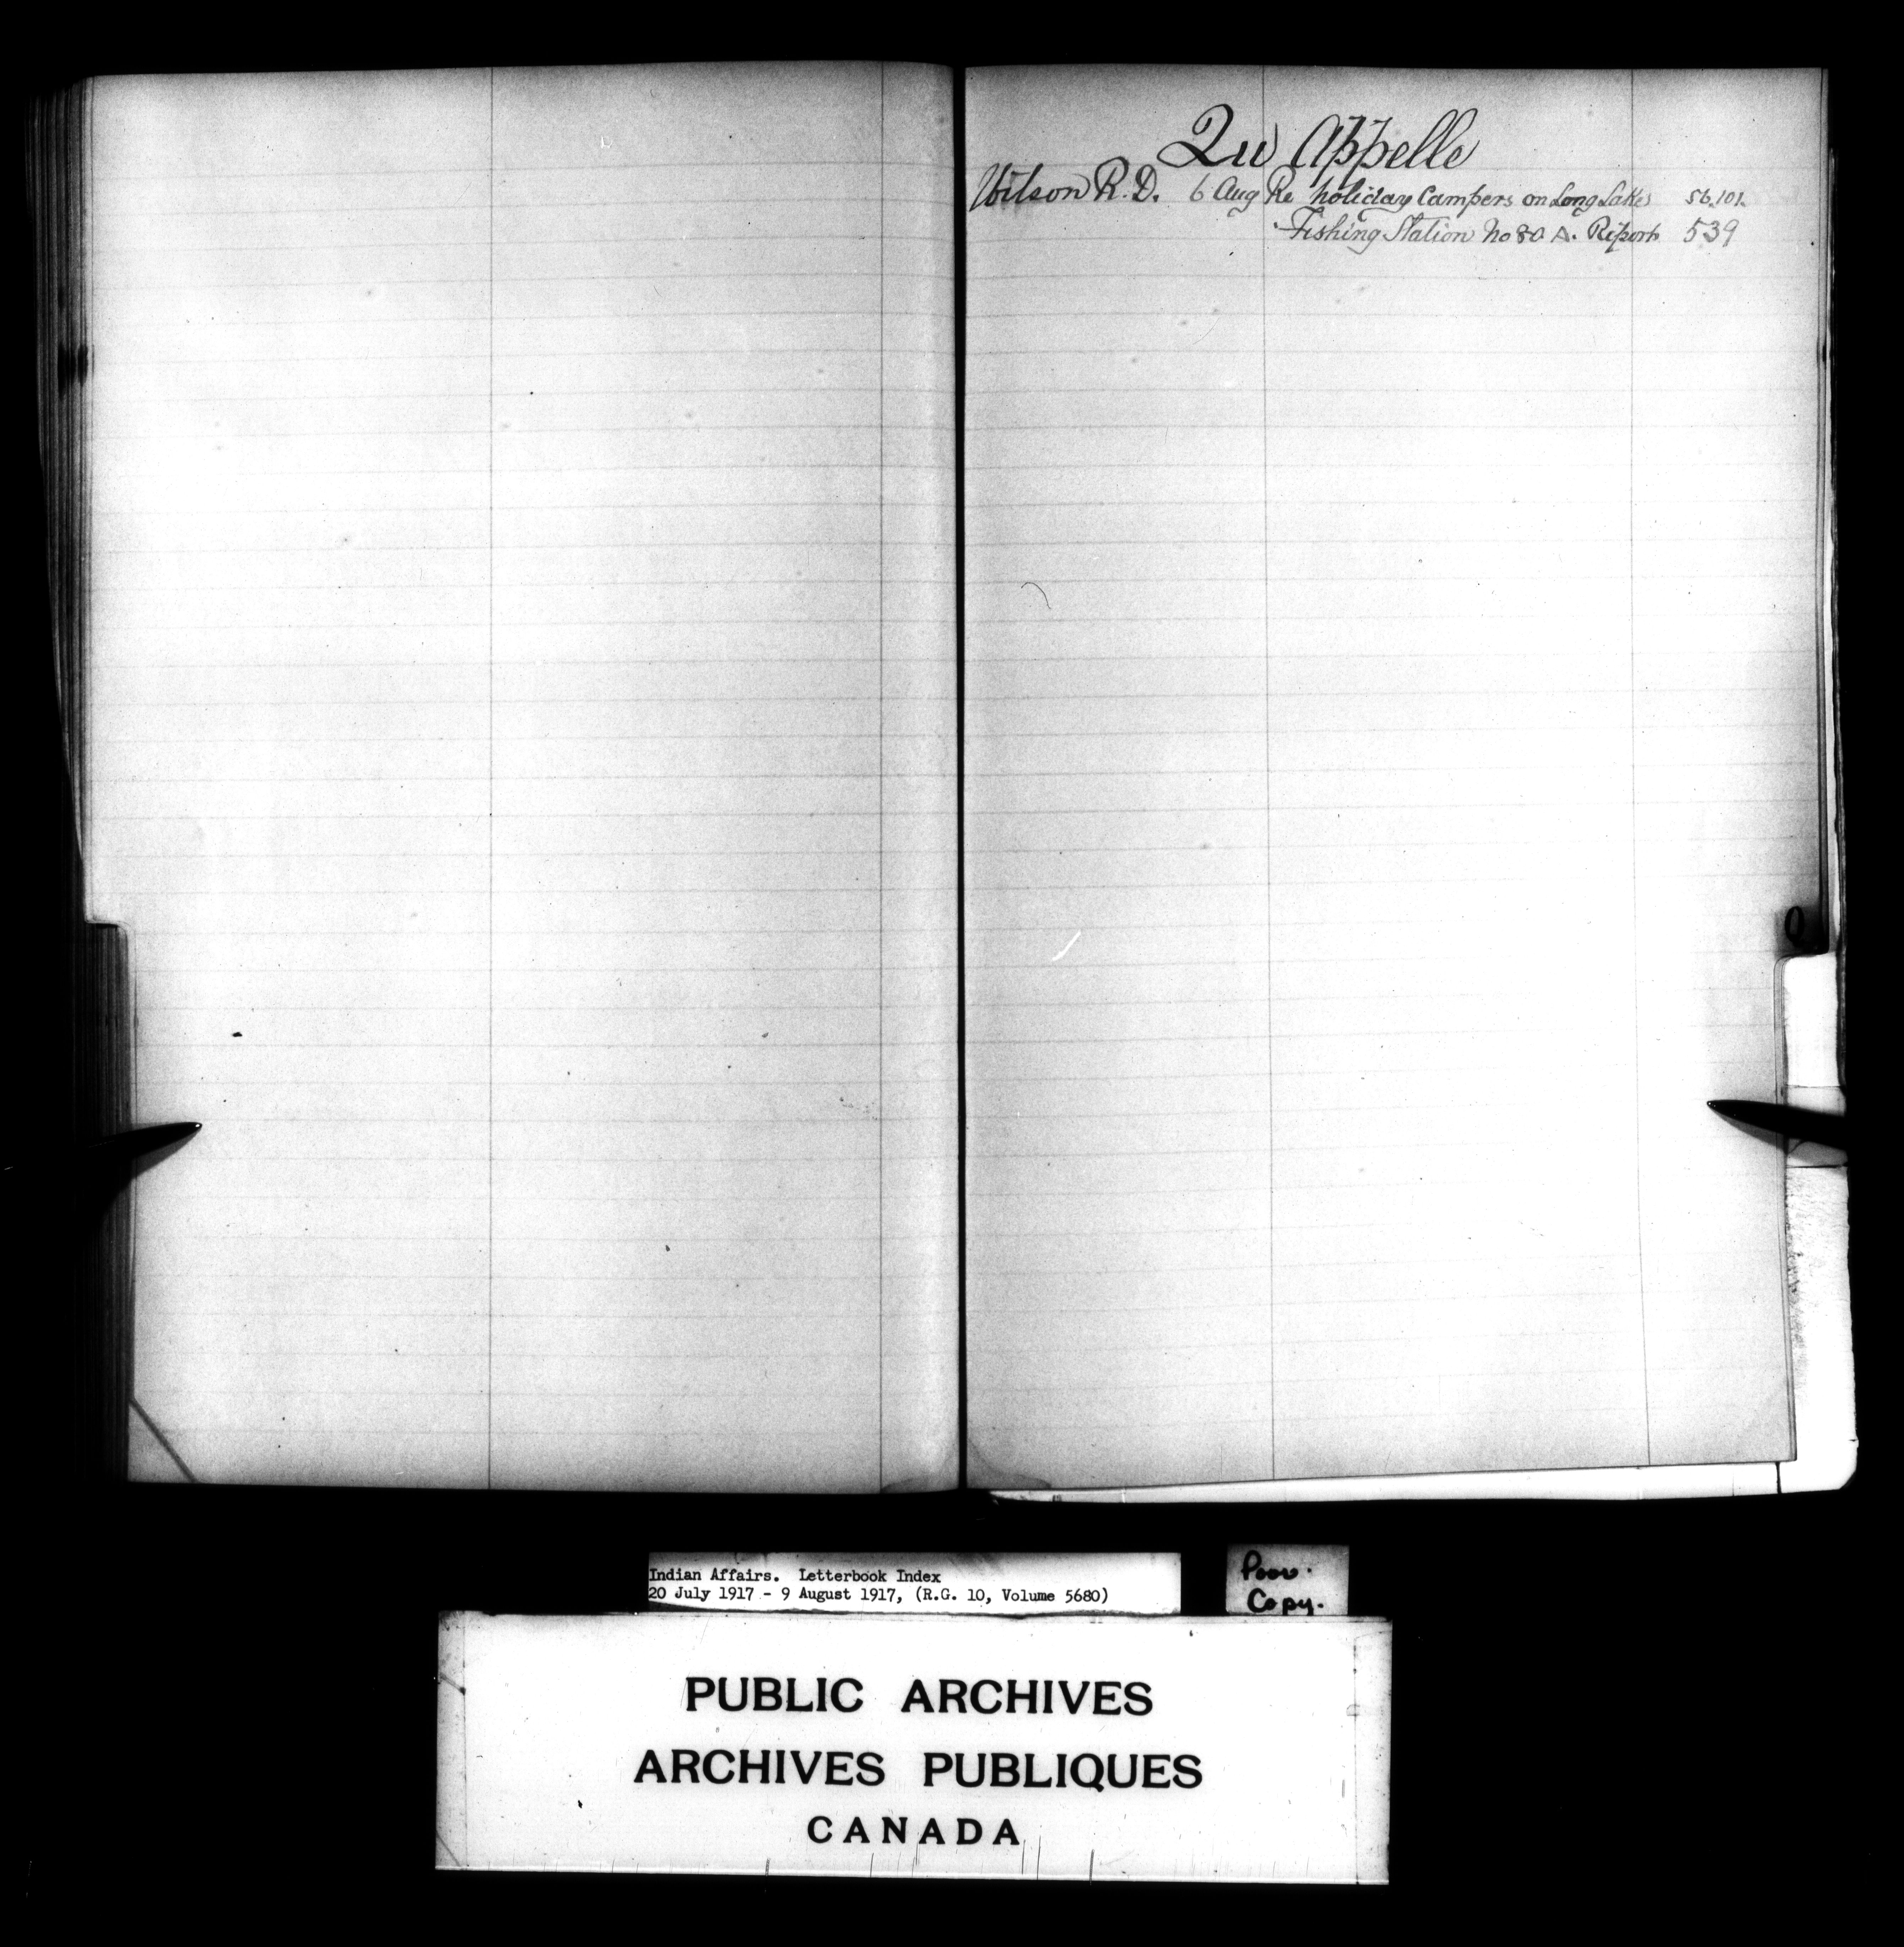 Qu Appelle
Wilson R. D. 6 Aug Re holiday Campers on Long Lakes 56.101.
Fishing Station No 80 A. Report 539
Q
Indian Affairs. Letterbook Index
20 July 1917 - 9 August 1917, (R.G. 10, Volume 5680)
Poor.
Copy.
PUBLIC ARCHIVES
ARCHIVES PUBLIQUES
CANADA